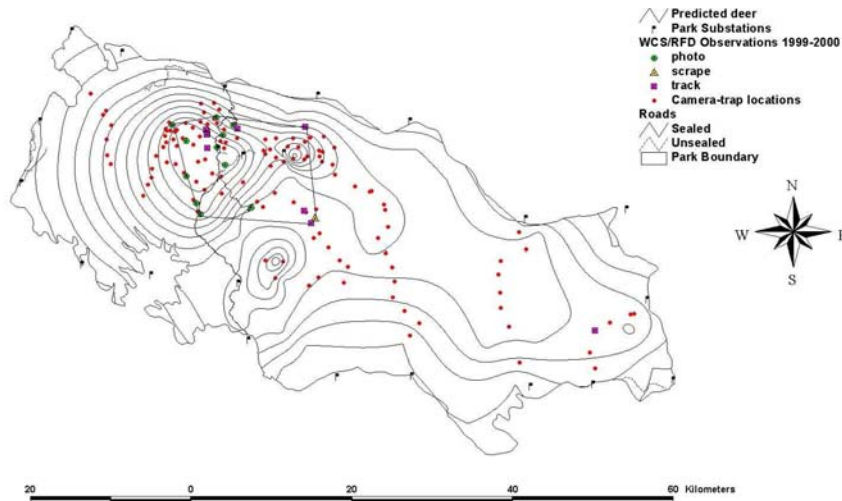 Predicted deer
Park Substations
WCS/RFD Observations 1999-2000
photo
scrape
track
Camera-trap locations
Roads
Sealed
Unsealed
Park Boundary
N
W
E
S
20 0 20 40 60 Kilometers